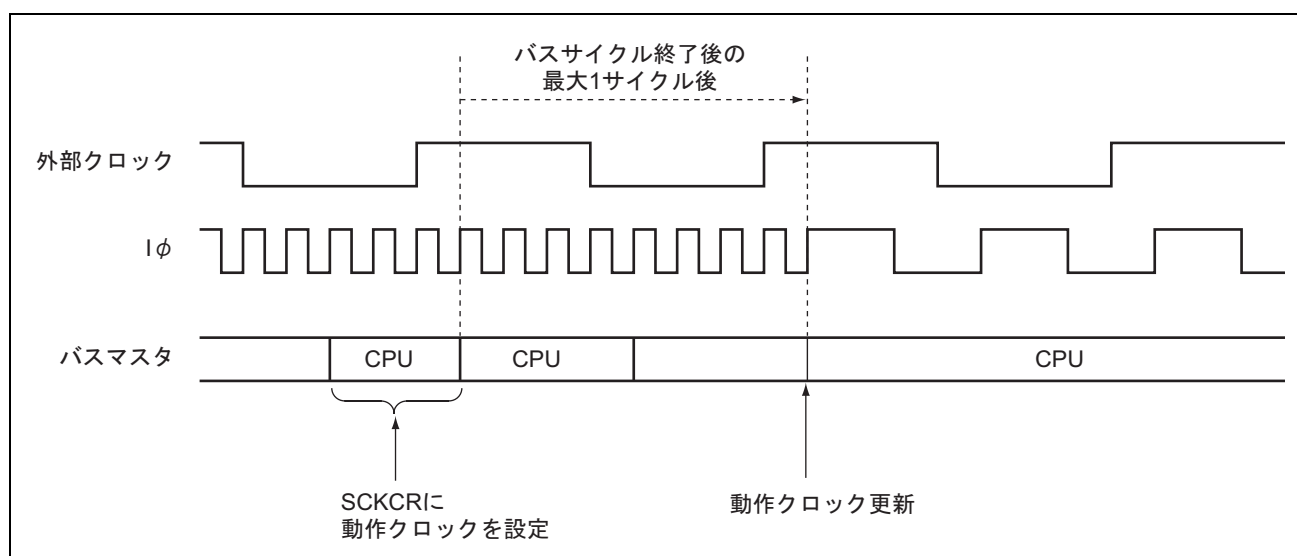 バスサイクル終了後の
最大1サイクル後
外部クロック
Iφ
バスマスタ
CPU
CPU
CPU
SCKCRに
動作クロックを設定
動作クロック更新